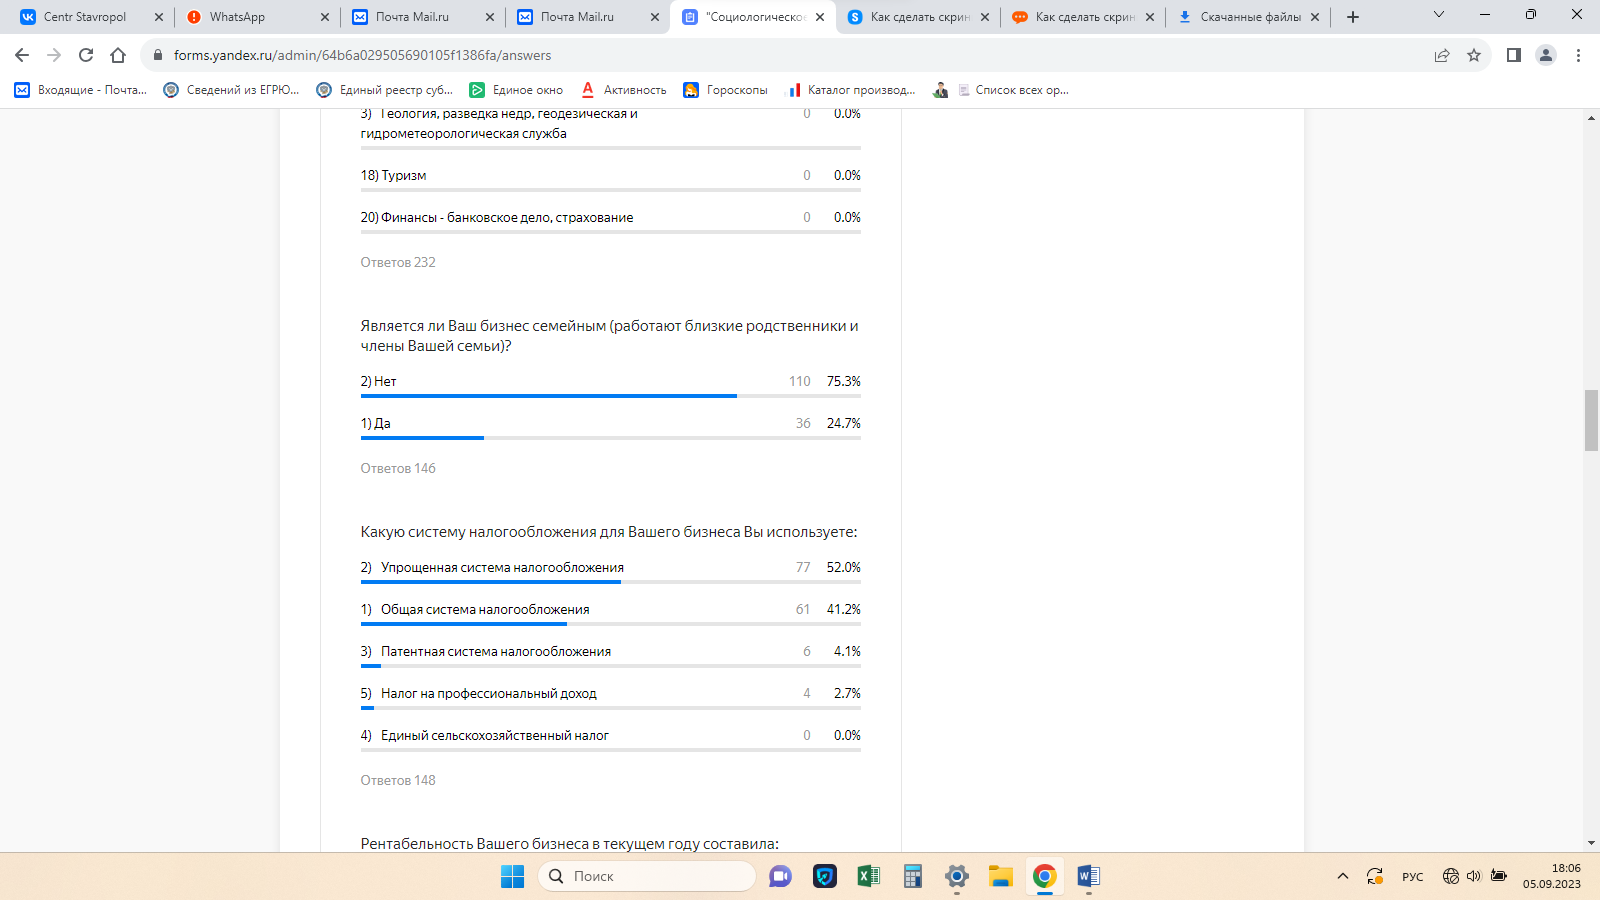 Centr Stavropol
WhatsApp
Почта Mail.ru
Почта Mail.ru
"Социологическое
Как сделать скрин
Как сделать скрин
Скачанные файлы
forms.yandex.ru/admin/64b6a029505690105f1386fa/answers
Входящие - Почта...
Сведений из ЕГРЮ...
Единый реестр суб...
Единое окно
Активность
Гороскопы
Каталог производ...
Список всех ор...
3) Геология, разведка недр, геодезическая и 0 0.0%
гидрометеорологическая служба
18) Туризм 0 0.0%
20) Финансы - банковское дело, страхование 0 0.0%
Ответов 232
Является ли Ваш бизнес семейным (работают близкие родственники и
члены Вашей семьи)?
2) Нет 110 75.3%
1) Да 36 24.7%
Ответов 146
Какую систему налогообложения для Вашего бизнеса Вы используете:
2) Упрощенная система налогообложения 77 52.0%
1) Общая система налогообложения 61 41.2%
3) Патентная система налогообложения 6 4.1%
5) Налог на профессиональный доход 4 2.7%
4) Единый сельскохозяйственный налог 0 0.0%
Ответов 148
Рентабельность Вашего бизнеса в текущем году составила:
Поиск
РУС
18:06
05.09.2023